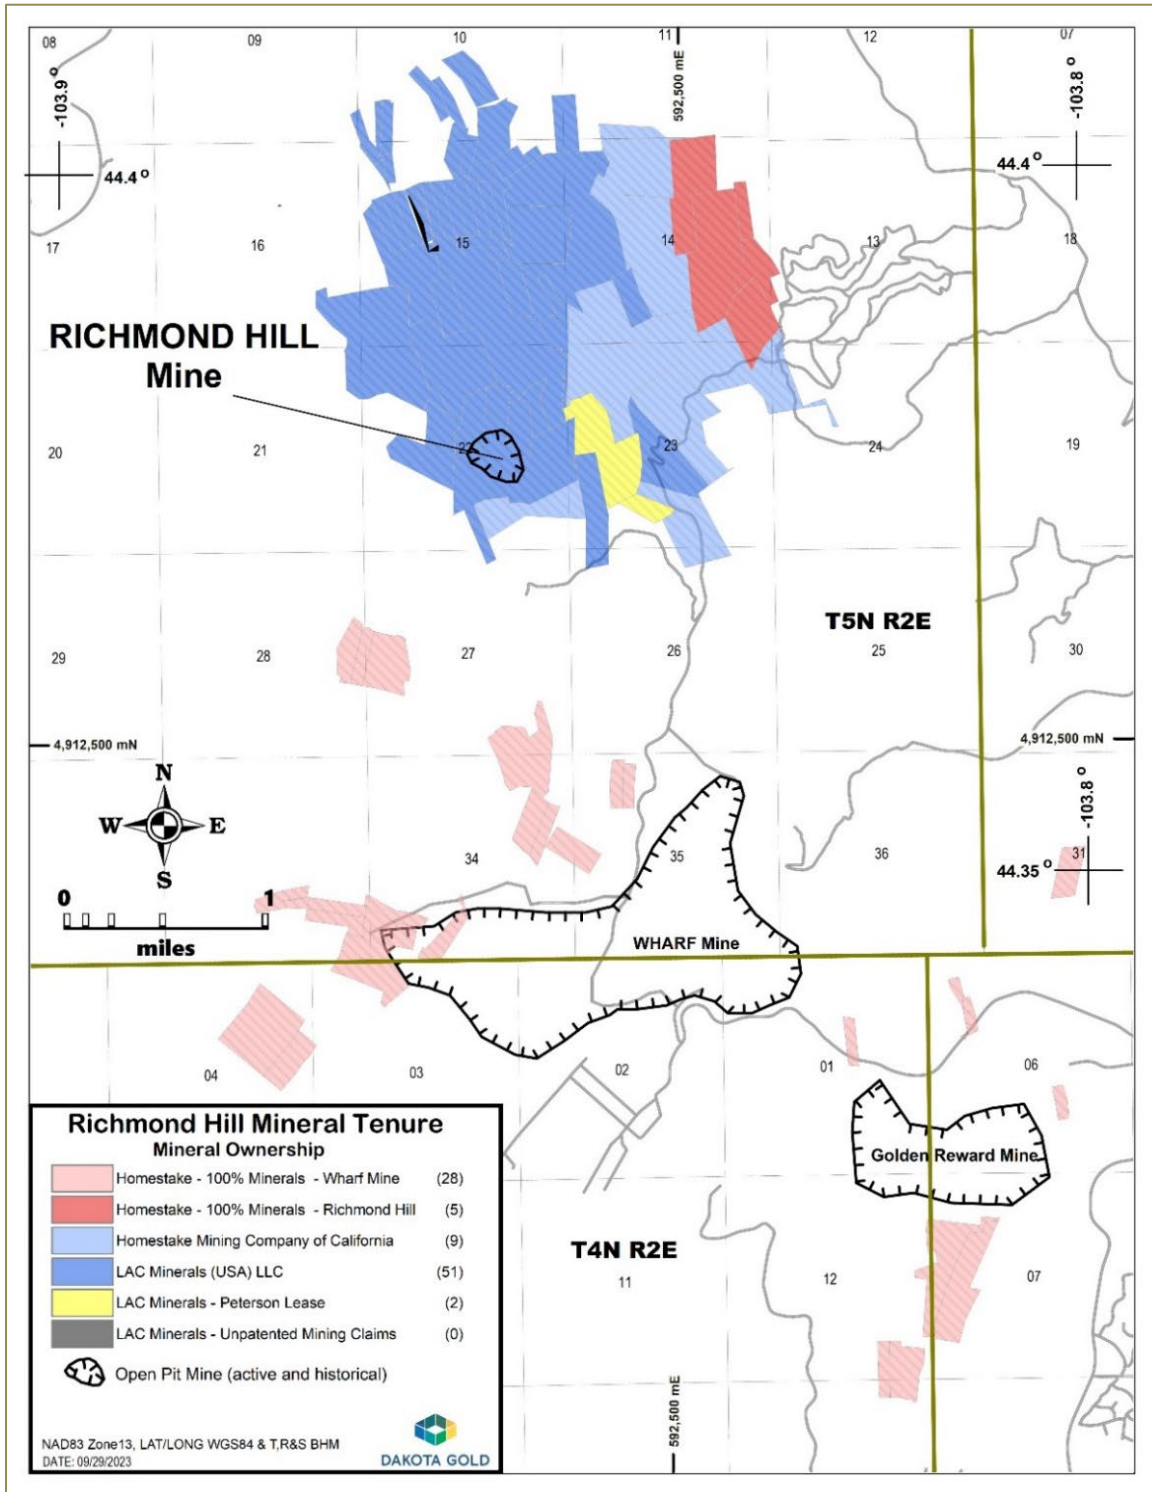 08
09
10
11
12
07
592,500 mE
-103.9 °
-103.8 °
44.4 °
44.4 °
17
16
15
14
13
18
RICHMOND HILL
Mine
20
21
22
23
24
19
T5N R2E
29
28
27
26
25
30
4,912,500 mN
4,912,500 mN
N
W
E
S
-103.8 °
34
35
36
44.35 °
31
0
1
miles
WHARF Mine
04
03
02
01
06
Golden Reward Mine
T4N R2E
11
12
07
592,500 mE
Richmond Hill Mineral Tenure
Mineral Ownership
Homestake - 100% Minerals - Wharf Mine (28)
Homestake - 100% Minerals - Richmond Hill (5)
Homestake Mining Company of California (9)
LAC Minerals (USA) LLC (51)
LAC Minerals - Peterson Lease (2)
LAC Minerals - Unpatented Mining Claims (0)
Open Pit Mine (active and historical)
NAD83 Zone13, LAT/LONG WGS84 & T,R&S BHM
DATE: 09/29/2023
DAKOTA GOLD